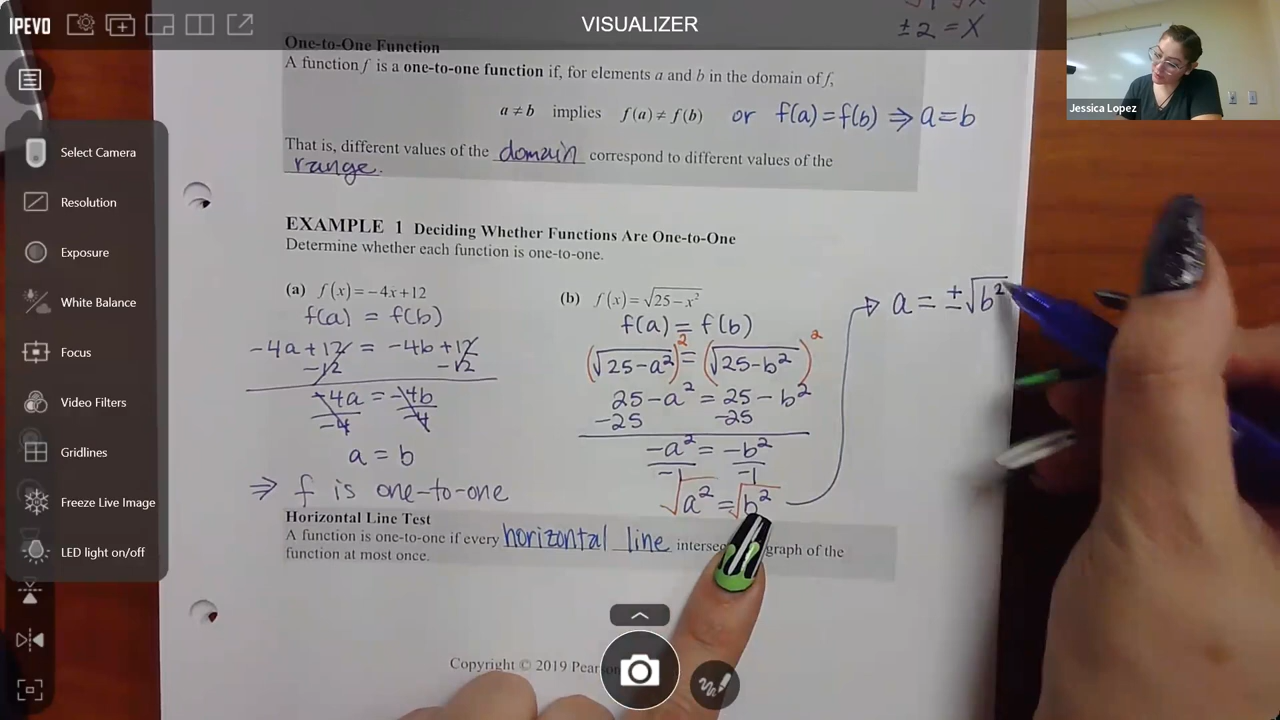 IPEVO
VISUALIZER
±2 = X
Jessica Lopez
Select Camera
Resolution
Exposure
White Balance
Focus
Video Filters
Gridlines
Freeze Live Image
LED light on/off
One-to-One Function
A function f is a one-to-one function if, for elements a and b in the domain of f,
a ≠ b implies f(a) ≠ f(b) or f(a) = f(b) ⇒ a = b
That is, different values of the domain correspond to different values of the
range.
EXAMPLE 1 Deciding Whether Functions Are One-to-One
Determine whether each function is one-to-one.
(a) f(x) = −4x + 12
f(a) = f(b)
−4a + 12 = −4b + 12
−12 −12
−4a = −4b
−4 −4
a = b
⇒ f is one-to-one
(b) f(x) = √25 − x²
f(a) = f(b)
(√25 − a²)² = (√25 − b²)²
25 − a² = 25 − b²
−25 −25
−a² = −b²
−1 −1
√a² = √b²
a = ±√b²
Horizontal Line Test
A function is one-to-one if every horizontal line graph of the
function at most once.
Copyright © 2019